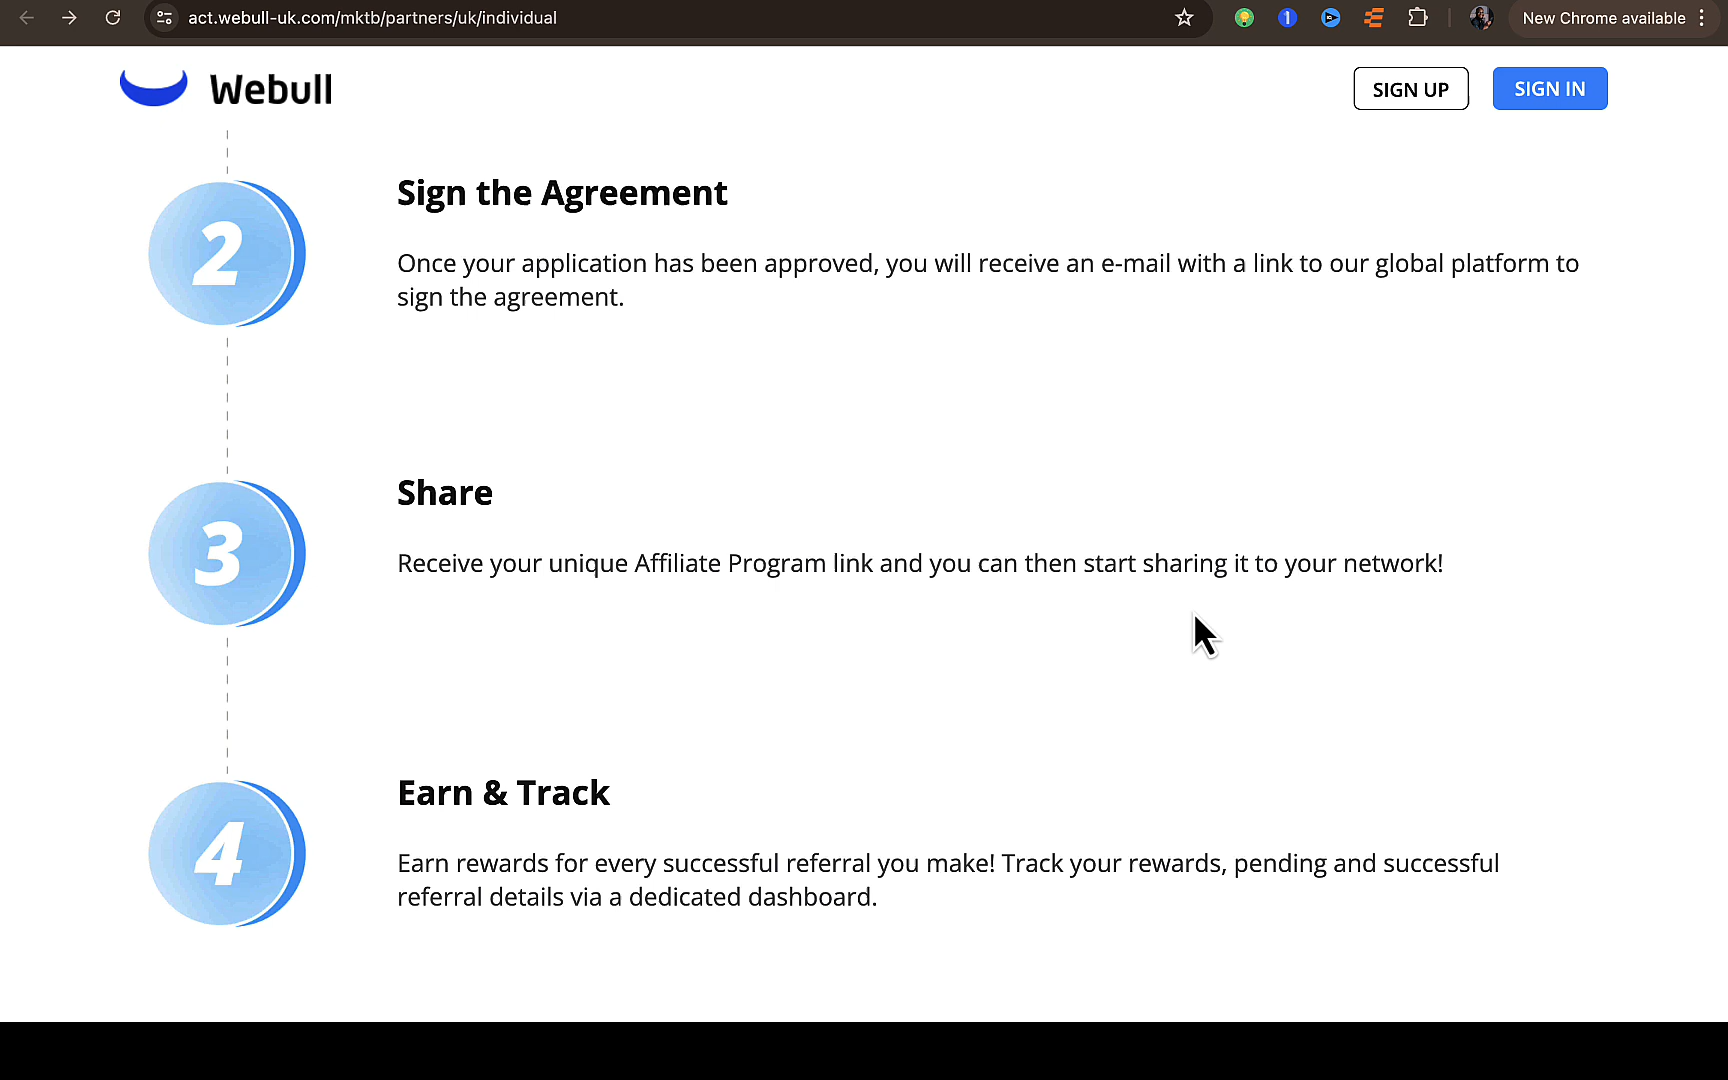 act.webull-uk.com/mktb/partners/uk/individual
New Chrome available
Webull
SIGN UP
SIGN IN
2
Sign the Agreement
Once your application has been approved, you will receive an e-mail with a link to our global platform to
sign the agreement.
3
Share
Receive your unique Affiliate Program link and you can then start sharing it to your network!
4
Earn & Track
Earn rewards for every successful referral you make! Track your rewards, pending and successful
referral details via a dedicated dashboard.